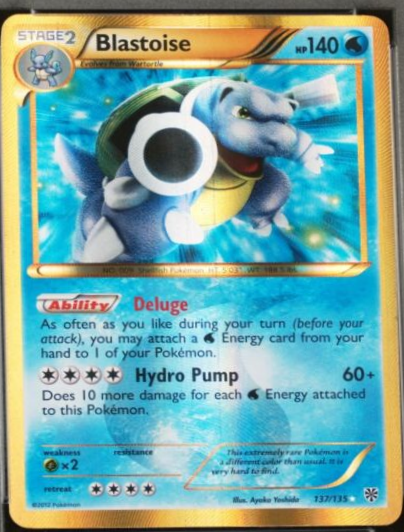 STAGE2
Blastoise
HP140
Evolves from Wartortle
NO. 009 Shellfish Pokémon HT: 5'03" WT: 188.5 lbs.
Ability Deluge
As often as you like during your turn (before your
attack), you may attach a Energy card from your
hand to 1 of your Pokémon.
Hydro Pump 60+
Does 10 more damage for each Energy attached
to this Pokémon.
weakness resistance
×2
This extremely rare Pokémon is
a different color than usual. It is
very hard to find.
retreat
©2012 Pokémon
Illus. Ayaka Yoshida 137/135